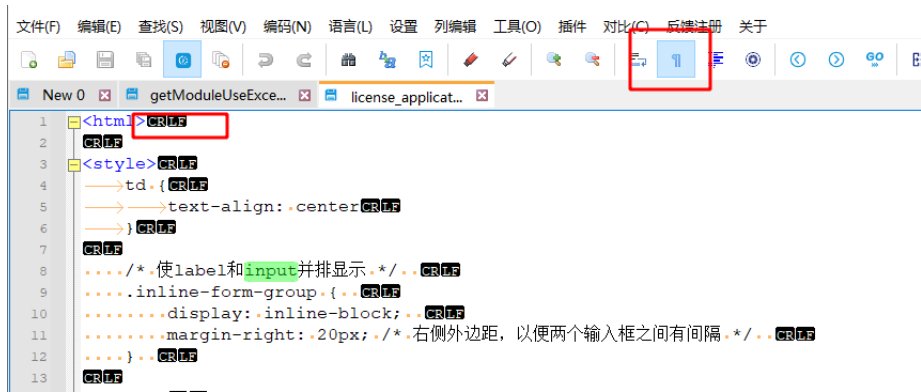 文件(F) 编辑(E) 查找(S) 视图(V) 编码(N) 语言(L) 设置 列编辑 工具(O) 插件 对比(C) 反馈注册 关于
GO
New 0 getModuleUseExce... license_applicat...
1 <html>CRLF
2 CRLF
3 <style>CRLF
4 td·{CRLF
5 text-align:·centerCRLF
6 }CRLF
7 CRLF
8 ····/*·使label和input并排显示·*/··CRLF
9 ····.inline-form-group·{··CRLF
10 ········display:·inline-block;··CRLF
11 ········margin-right:·20px;·/*·右侧外边距，以便两个输入框之间有间隔·*/··CRLF
12 ····}··CRLF
13 CRLF